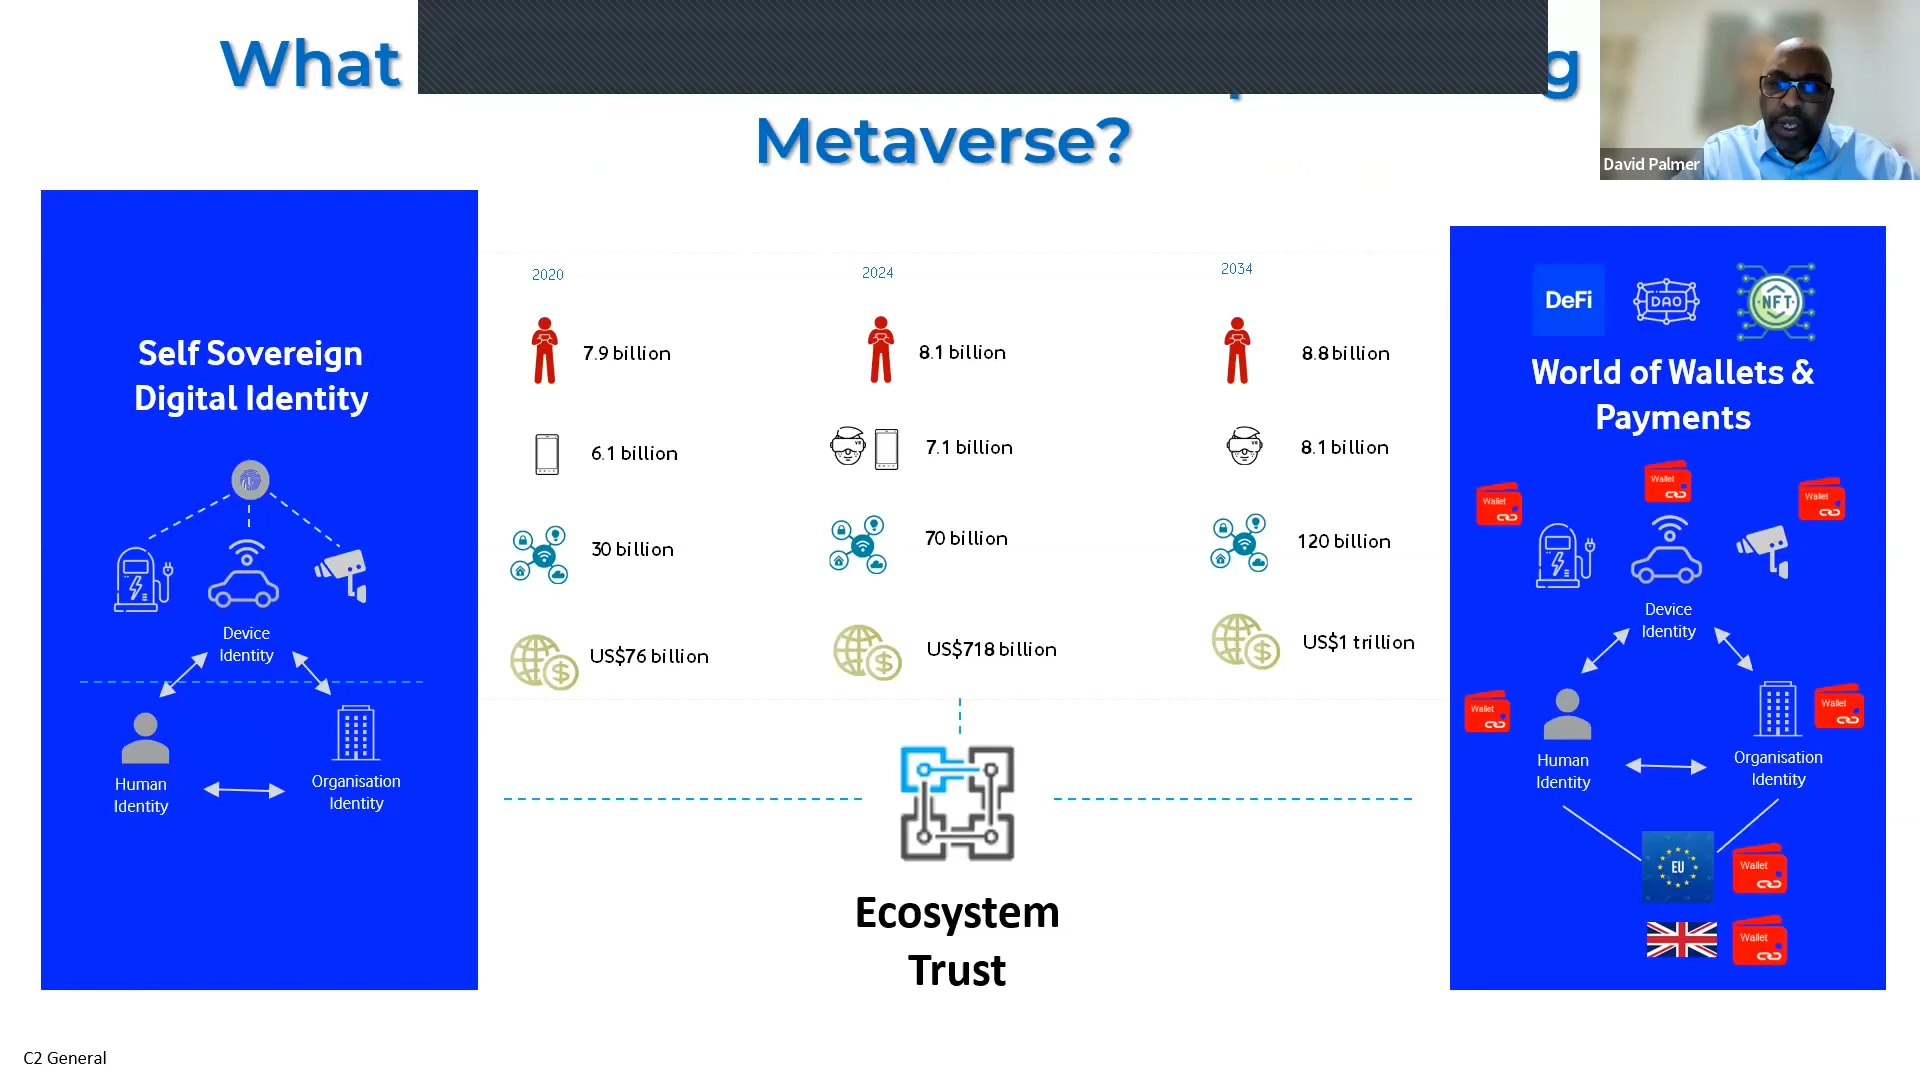 What
Metaverse?
David Palmer
Self Sovereign
Digital Identity
Device
Identity
Human
Identity
Organisation
Identity
2020
2024
2034
7.9 billion
8.1 billion
8.8 billion
6.1 billion
VR
7.1 billion
VR
8.1 billion
30 billion
70 billion
120 billion
US$76 billion
US$718 billion
US$1 trillion
Ecosystem
Trust
DeFi
DAO
NFT
World of Wallets &
Payments
Wallet
Wallet
Wallet
Device
Identity
Wallet
Wallet
Human
Identity
Organisation
Identity
EU
Wallet
Wallet
C2 General